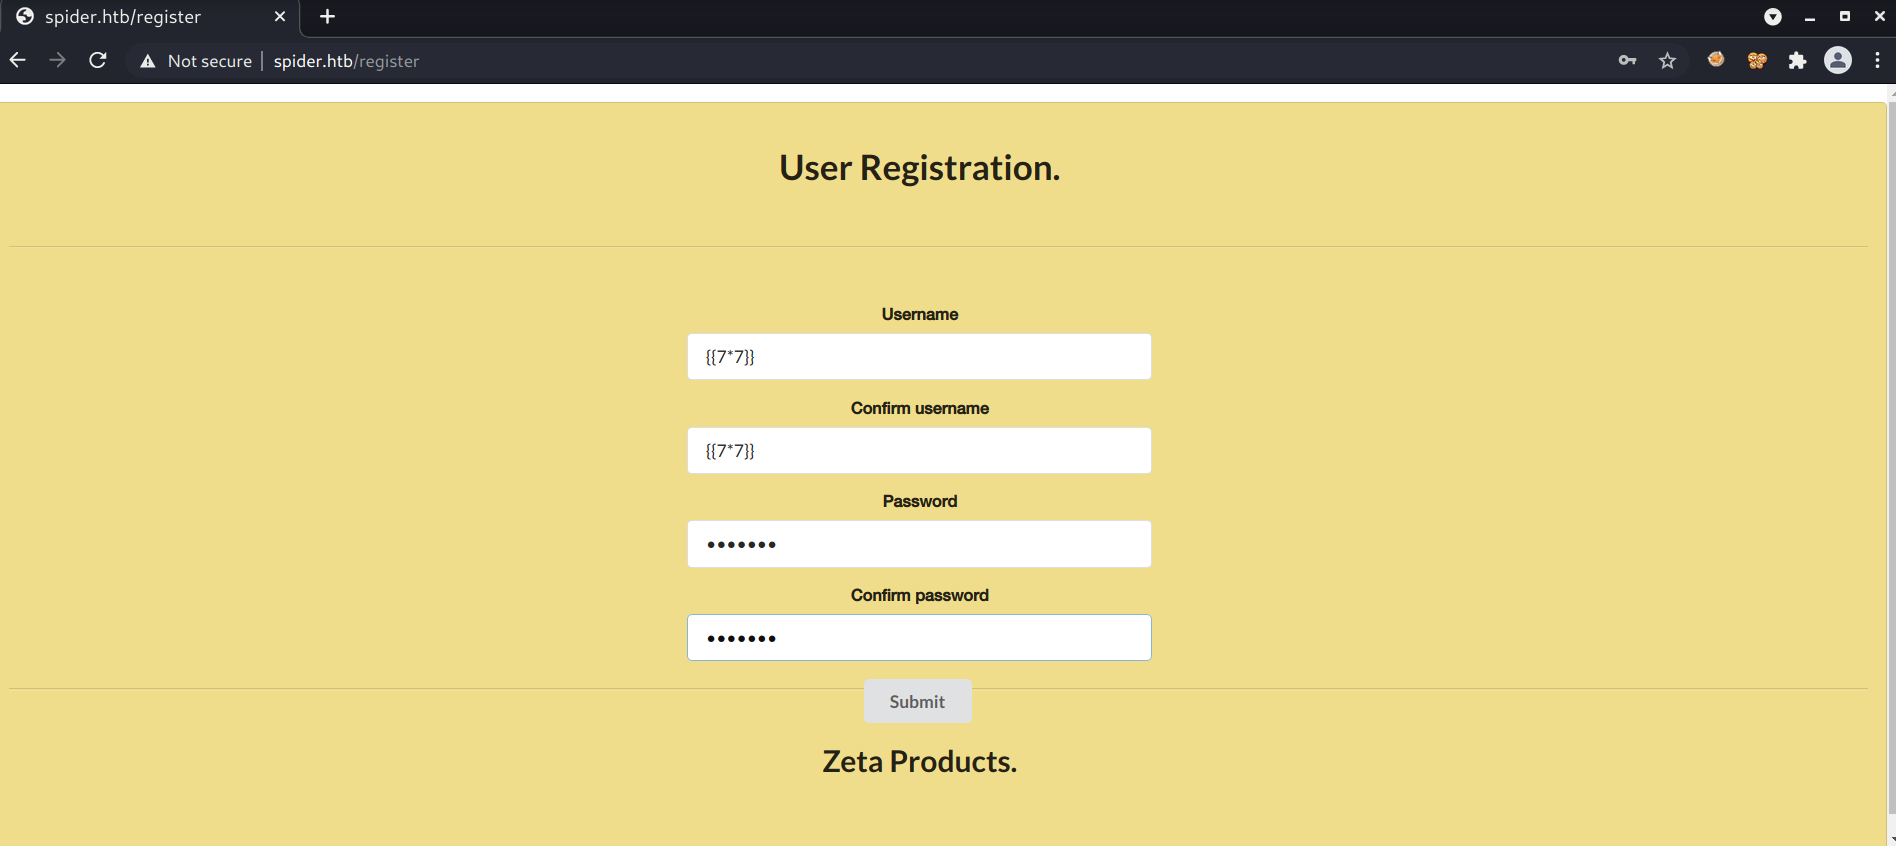 spider.htb/register
Not secure | spider.htb/register
User Registration.
Username
{{7*7}}
Confirm username
{{7*7}}
Password
•••••••
Confirm password
•••••••
Submit
Zeta Products.